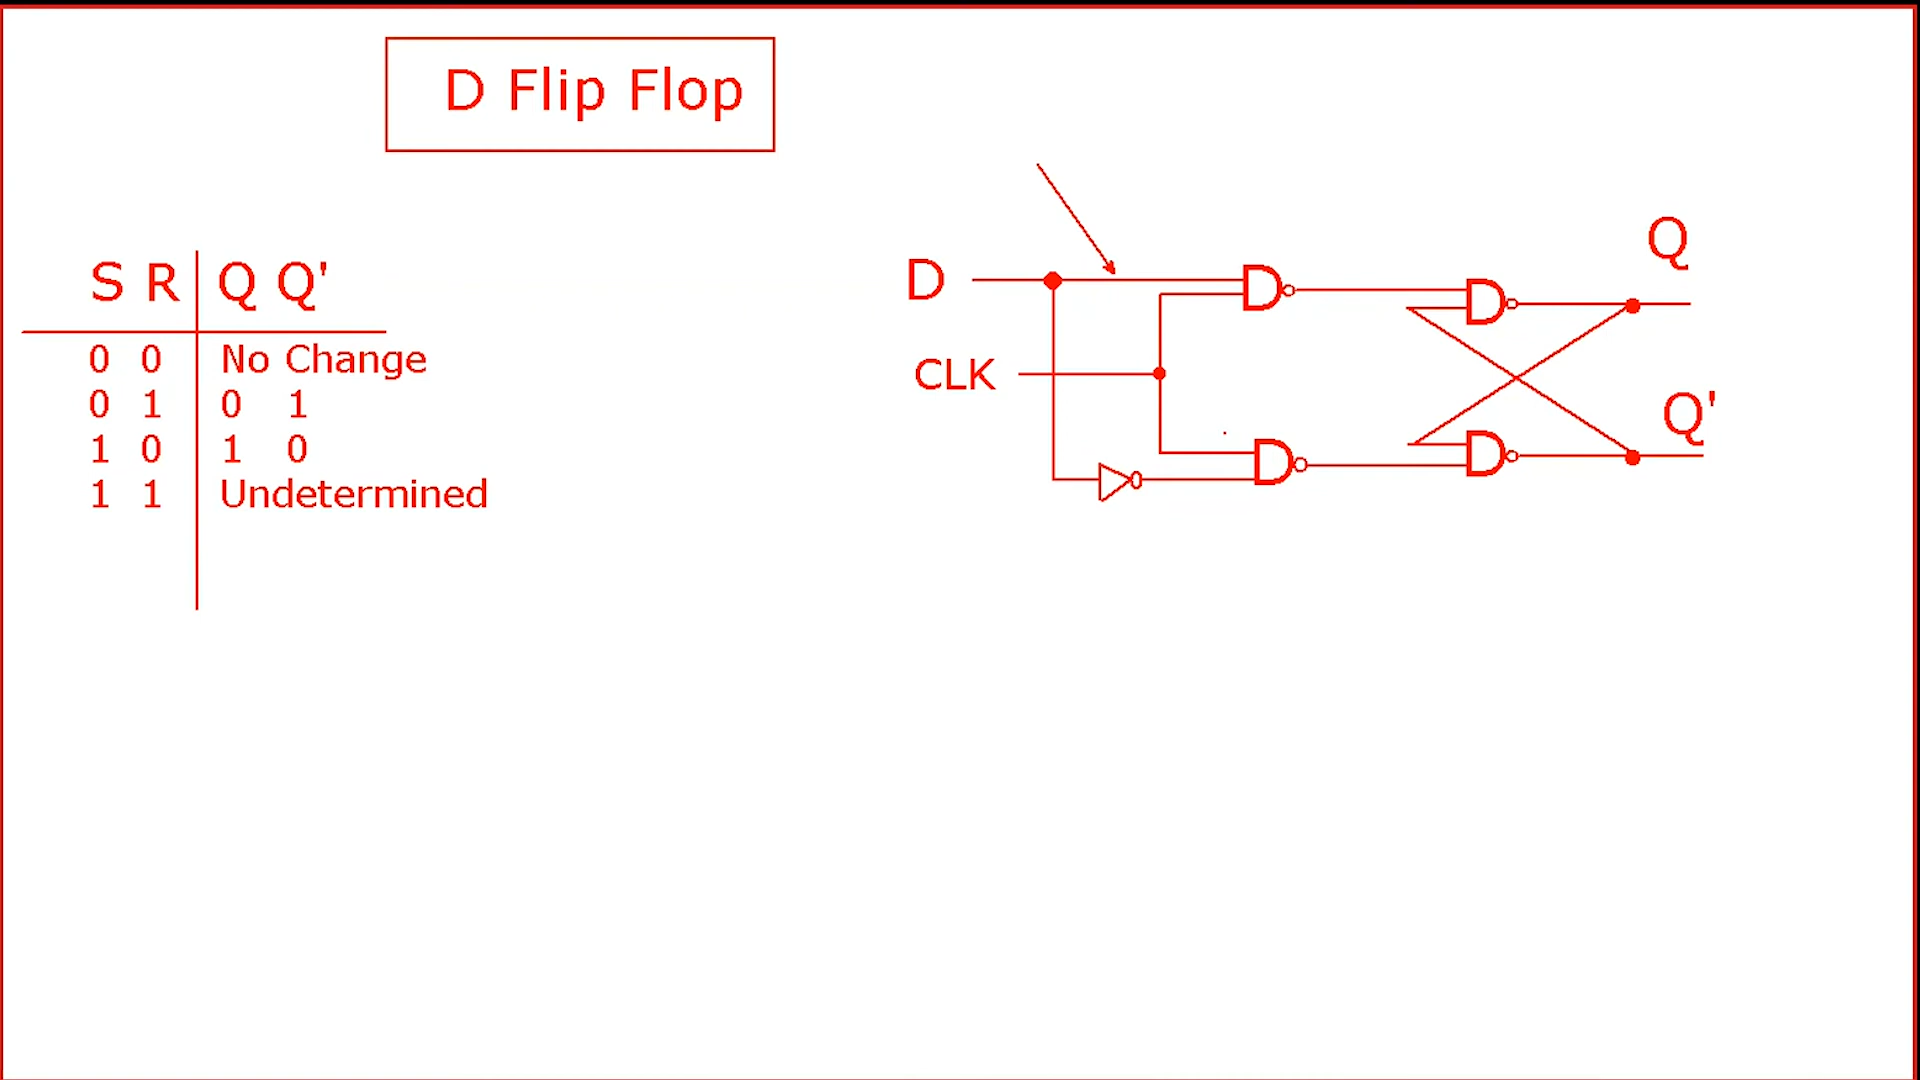 D Flip Flop
S R Q Q'
0 0 No Change
0 1 0 1
1 0 1 0
1 1 Undetermined
D
CLK
Q
Q'